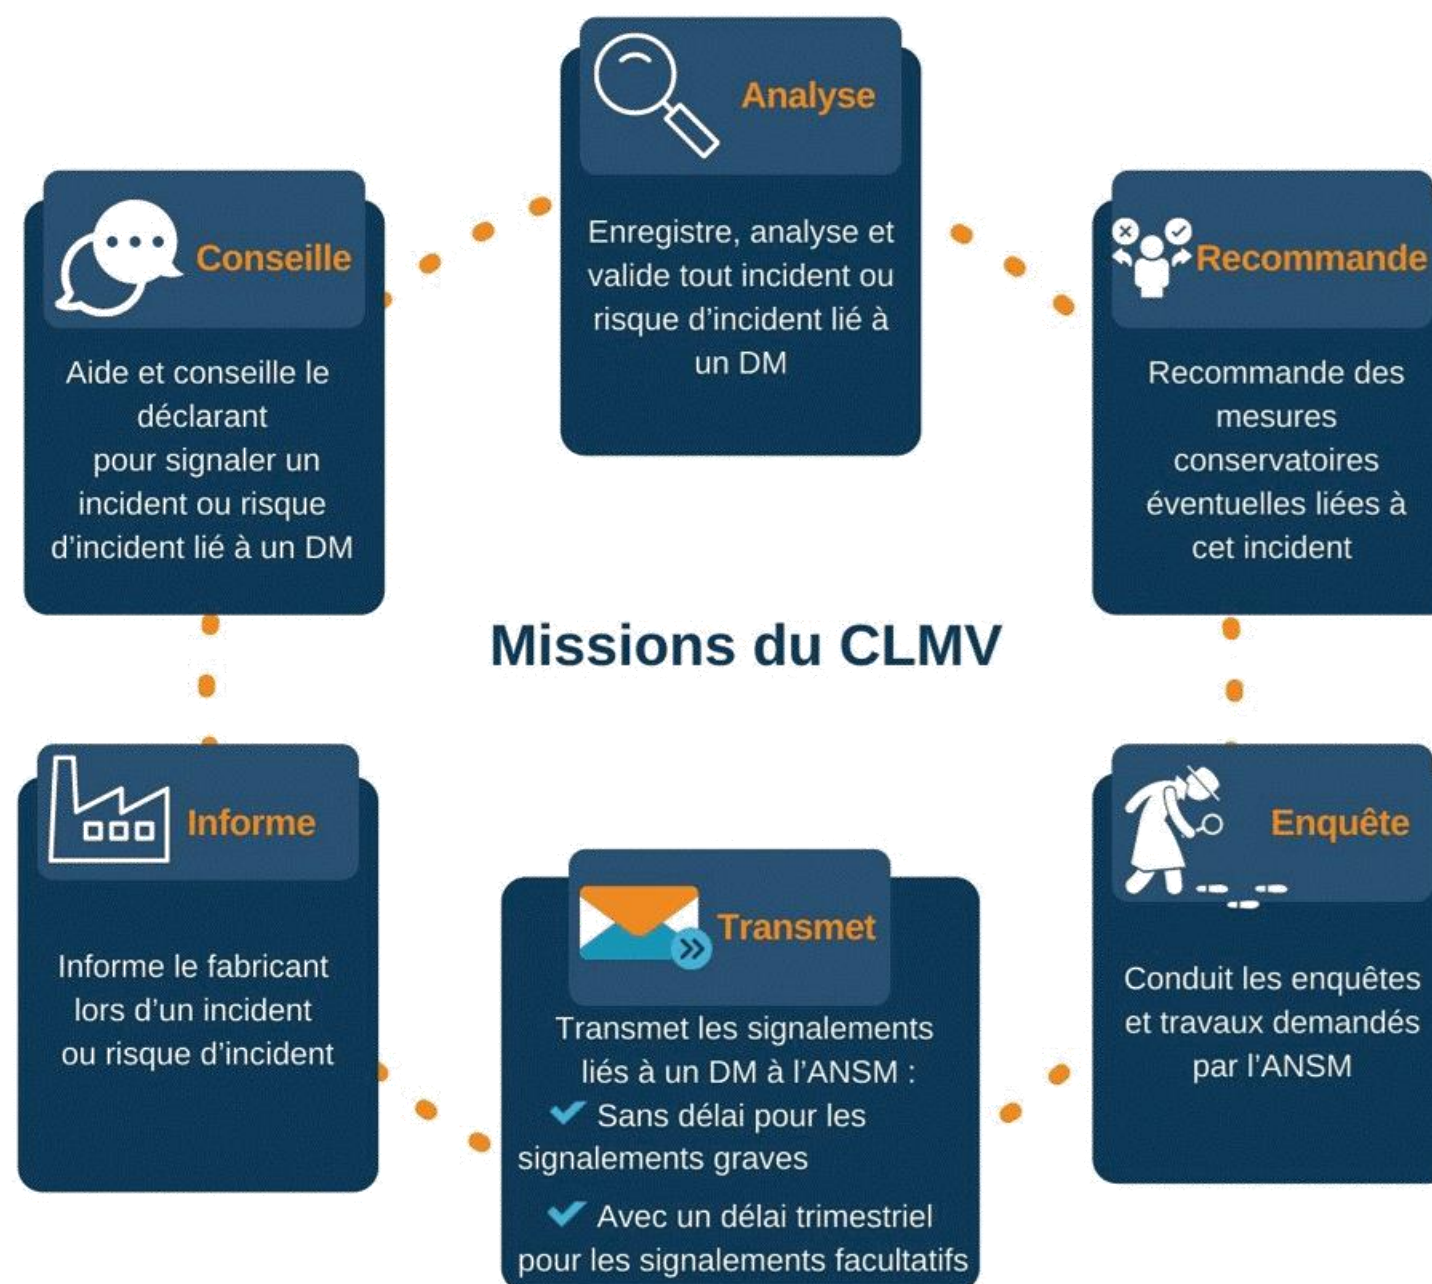 Analyse
Enregistre, analyse et
valide tout incident ou
risque d’incident lié à
un DM
Conseille
Aide et conseille le
déclarant
pour signaler un
incident ou risque
d’incident lié à un DM
Recommande
Recommande des
mesures
conservatoires
éventuelles liées à
cet incident
Missions du CLMV
Informe
Informe le fabricant
lors d’un incident
ou risque d’incident
Transmet
Transmet les signalements
liés à un DM à l’ANSM :
Sans délai pour les
signalements graves
Avec un délai trimestriel
pour les signalements facultatifs
Enquête
Conduit les enquêtes
et travaux demandés
par l’ANSM